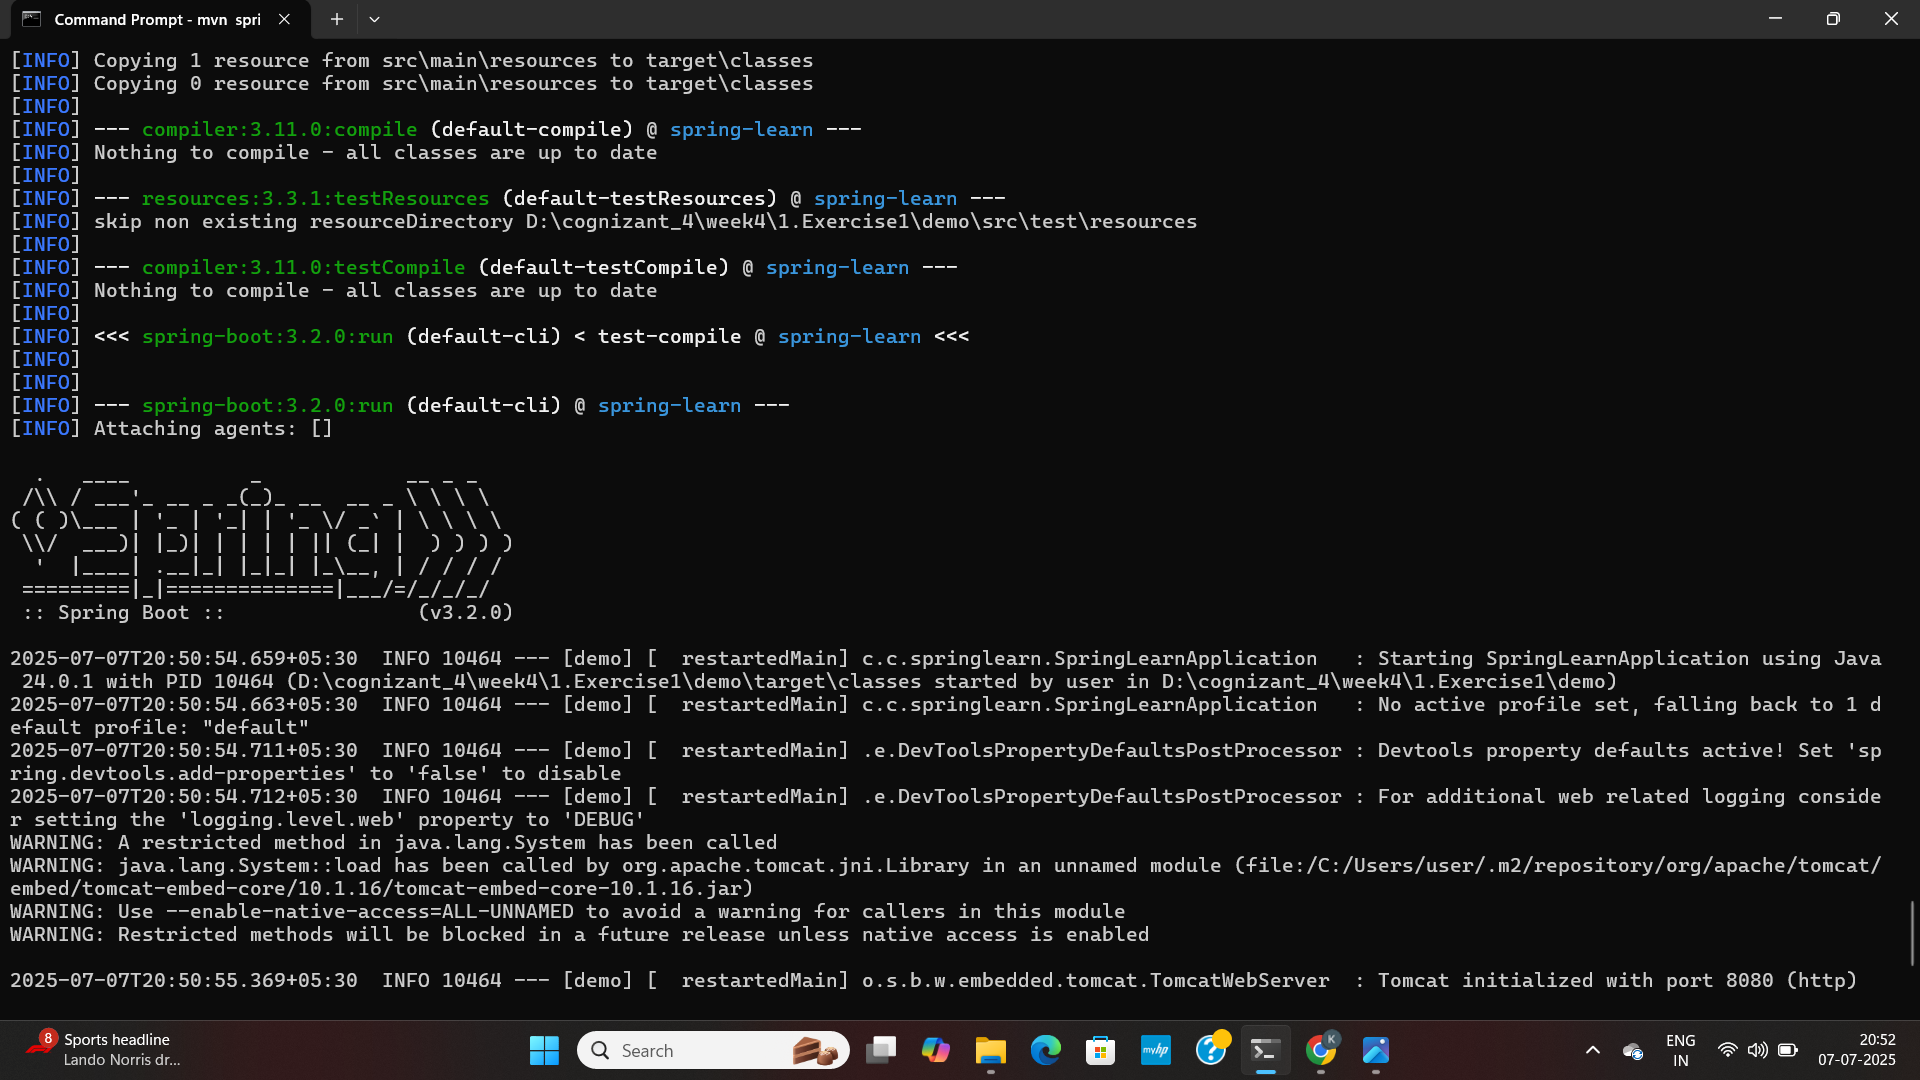 Command Prompt - mvn  spri
[INFO] Copying 1 resource from src\main\resources to target\classes
[INFO] Copying 0 resource from src\main\resources to target\classes
[INFO]
[INFO] --- compiler:3.11.0:compile (default-compile) @ spring-learn ---
[INFO] Nothing to compile - all classes are up to date
[INFO]
[INFO] --- resources:3.3.1:testResources (default-testResources) @ spring-learn ---
[INFO] skip non existing resourceDirectory D:\cognizant_4\week4\1.Exercise1\demo\src\test\resources
[INFO]
[INFO] --- compiler:3.11.0:testCompile (default-testCompile) @ spring-learn ---
[INFO] Nothing to compile - all classes are up to date
[INFO]
[INFO] <<< spring-boot:3.2.0:run (default-cli) < test-compile @ spring-learn <<<
[INFO]
[INFO]
[INFO] --- spring-boot:3.2.0:run (default-cli) @ spring-learn ---
[INFO] Attaching agents: []
  .   ____          _            __ _ _
 /\\ / ___'_ __ _ _(_)_ __  __ _ \ \ \ \
( ( )\___ | '_ | '_| | '_ \/ _` | \ \ \ \
 \\/  ___)| |_)| | | | | || (_| |  ) ) ) )
  '  |____| .__|_| |_|_| |_\__, | / / / /
 =========|_|==============|___/=/_/_/_/
 :: Spring Boot ::                (v3.2.0)
2025-07-07T20:50:54.659+05:30  INFO 10464 --- [demo] [  restartedMain] c.c.springlearn.SpringLearnApplication   : Starting SpringLearnApplication using Java
 24.0.1 with PID 10464 (D:\cognizant_4\week4\1.Exercise1\demo\target\classes started by user in D:\cognizant_4\week4\1.Exercise1\demo)
2025-07-07T20:50:54.663+05:30  INFO 10464 --- [demo] [  restartedMain] c.c.springlearn.SpringLearnApplication   : No active profile set, falling back to 1 d
efault profile: "default"
2025-07-07T20:50:54.711+05:30  INFO 10464 --- [demo] [  restartedMain] .e.DevToolsPropertyDefaultsPostProcessor : Devtools property defaults active! Set 'sp
ring.devtools.add-properties' to 'false' to disable
2025-07-07T20:50:54.712+05:30  INFO 10464 --- [demo] [  restartedMain] .e.DevToolsPropertyDefaultsPostProcessor : For additional web related logging conside
r setting the 'logging.level.web' property to 'DEBUG'
WARNING: A restricted method in java.lang.System has been called
WARNING: java.lang.System::load has been called by org.apache.tomcat.jni.Library in an unnamed module (file:/C:/Users/user/.m2/repository/org/apache/tomcat/
embed/tomcat-embed-core/10.1.16/tomcat-embed-core-10.1.16.jar)
WARNING: Use --enable-native-access=ALL-UNNAMED to avoid a warning for callers in this module
WARNING: Restricted methods will be blocked in a future release unless native access is enabled
2025-07-07T20:50:55.369+05:30  INFO 10464 --- [demo] [  restartedMain] o.s.b.w.embedded.tomcat.TomcatWebServer  : Tomcat initialized with port 8080 (http)
8
Sports headline
Lando Norris dr...
Search
myhp
K
ENG
IN
20:52
07-07-2025